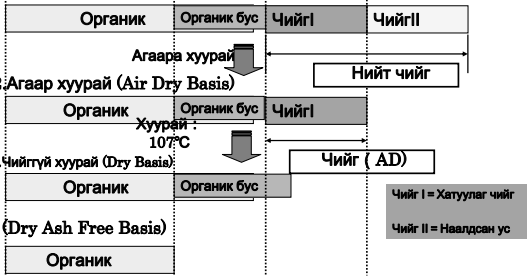 Органик Органик бус ЧийгI ЧийгII
Агаара хуурай
Нийт чийг
.Агаар хуурай (Air Dry Basis)
Органик Органик бус ЧийгI
Хуурай :
107℃
Чийг ( AD)
.Чийггүй хуурай (Dry Basis)
Органик Органик бус
Чийг I = Хатуулаг чийг
Чийг II = Наалдсан ус
(Dry Ash Free Basis)
Органик